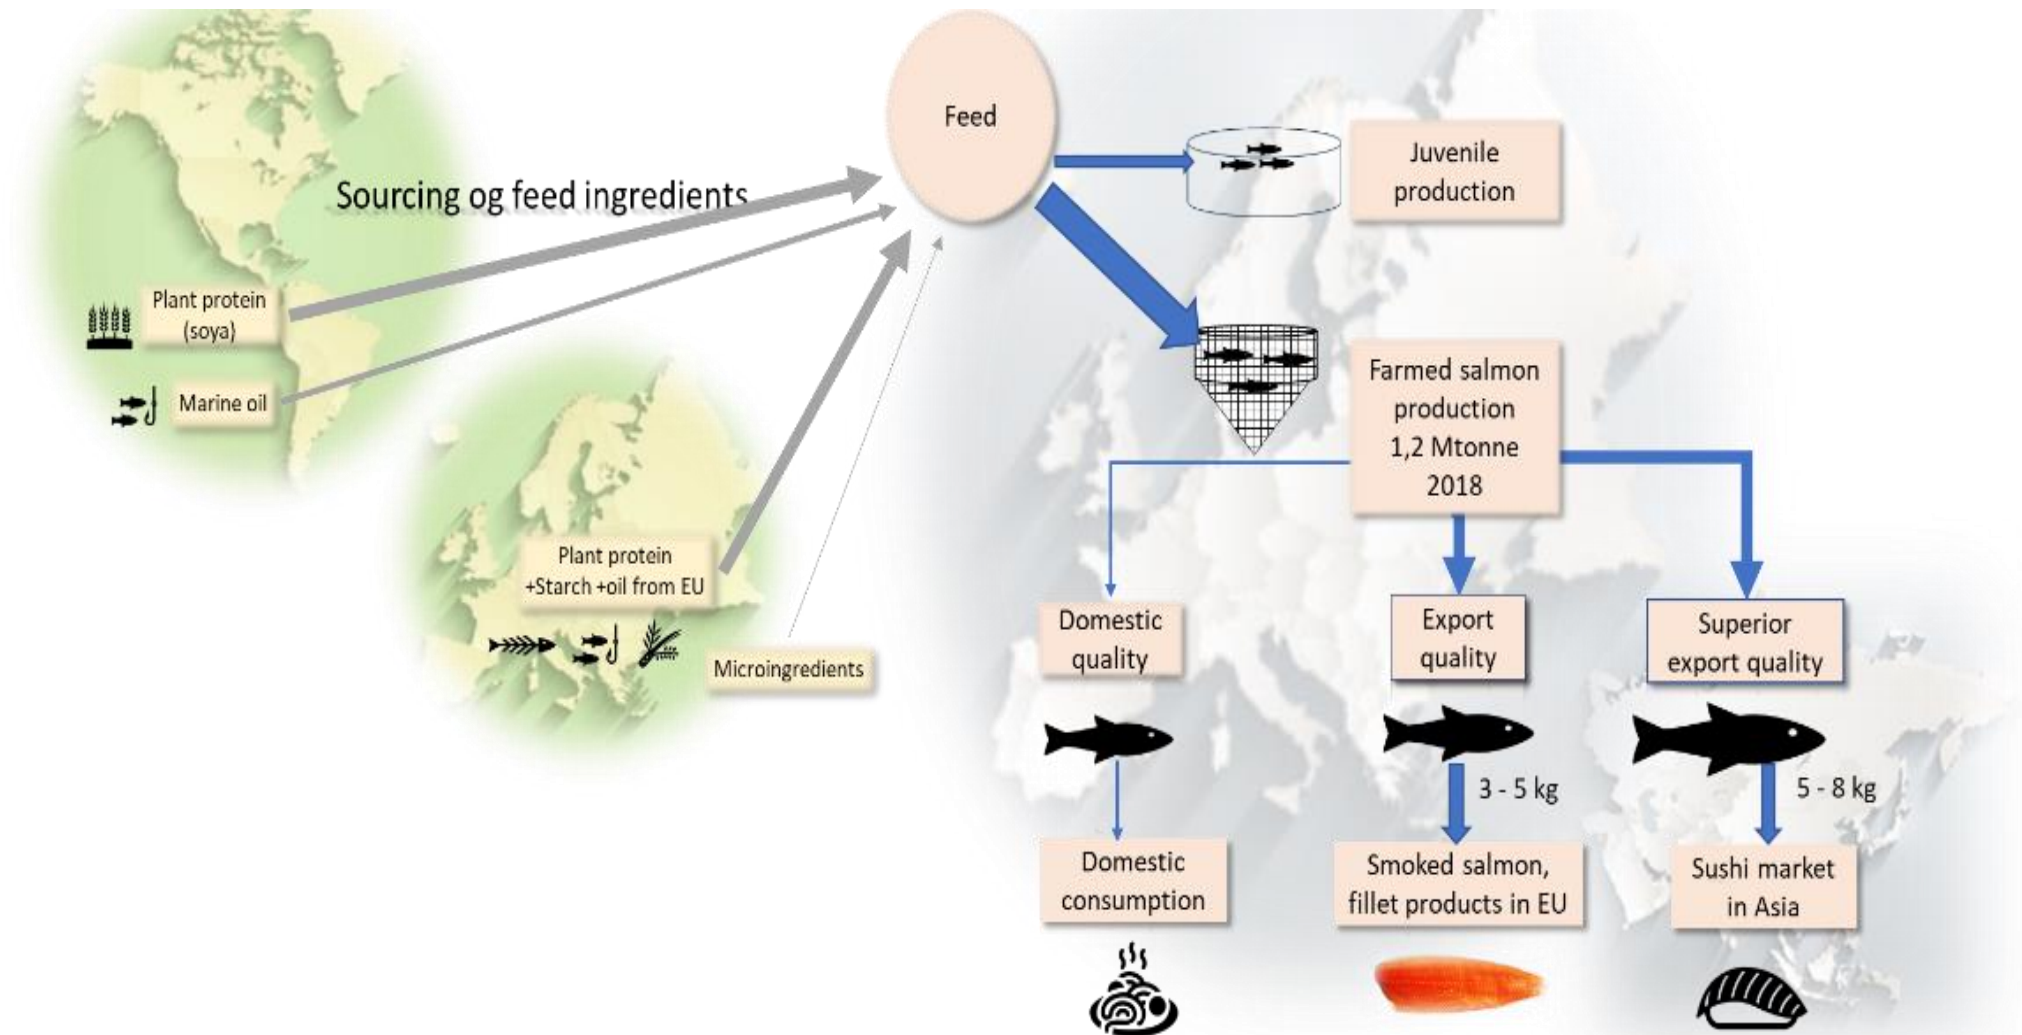 Sourcing og feed ingredients
Plant protein
(soya)
Marine oil
Plant protein
+Starch +oil from EU
Microingredients
Feed
Juvenile
production
Farmed salmon
production
1,2 Mtonne
2018
Domestic
quality
Export
quality
Superior
export quality
3 - 5 kg
5 - 8 kg
Domestic
consumption
Smoked salmon,
fillet products in EU
Sushi market
in Asia